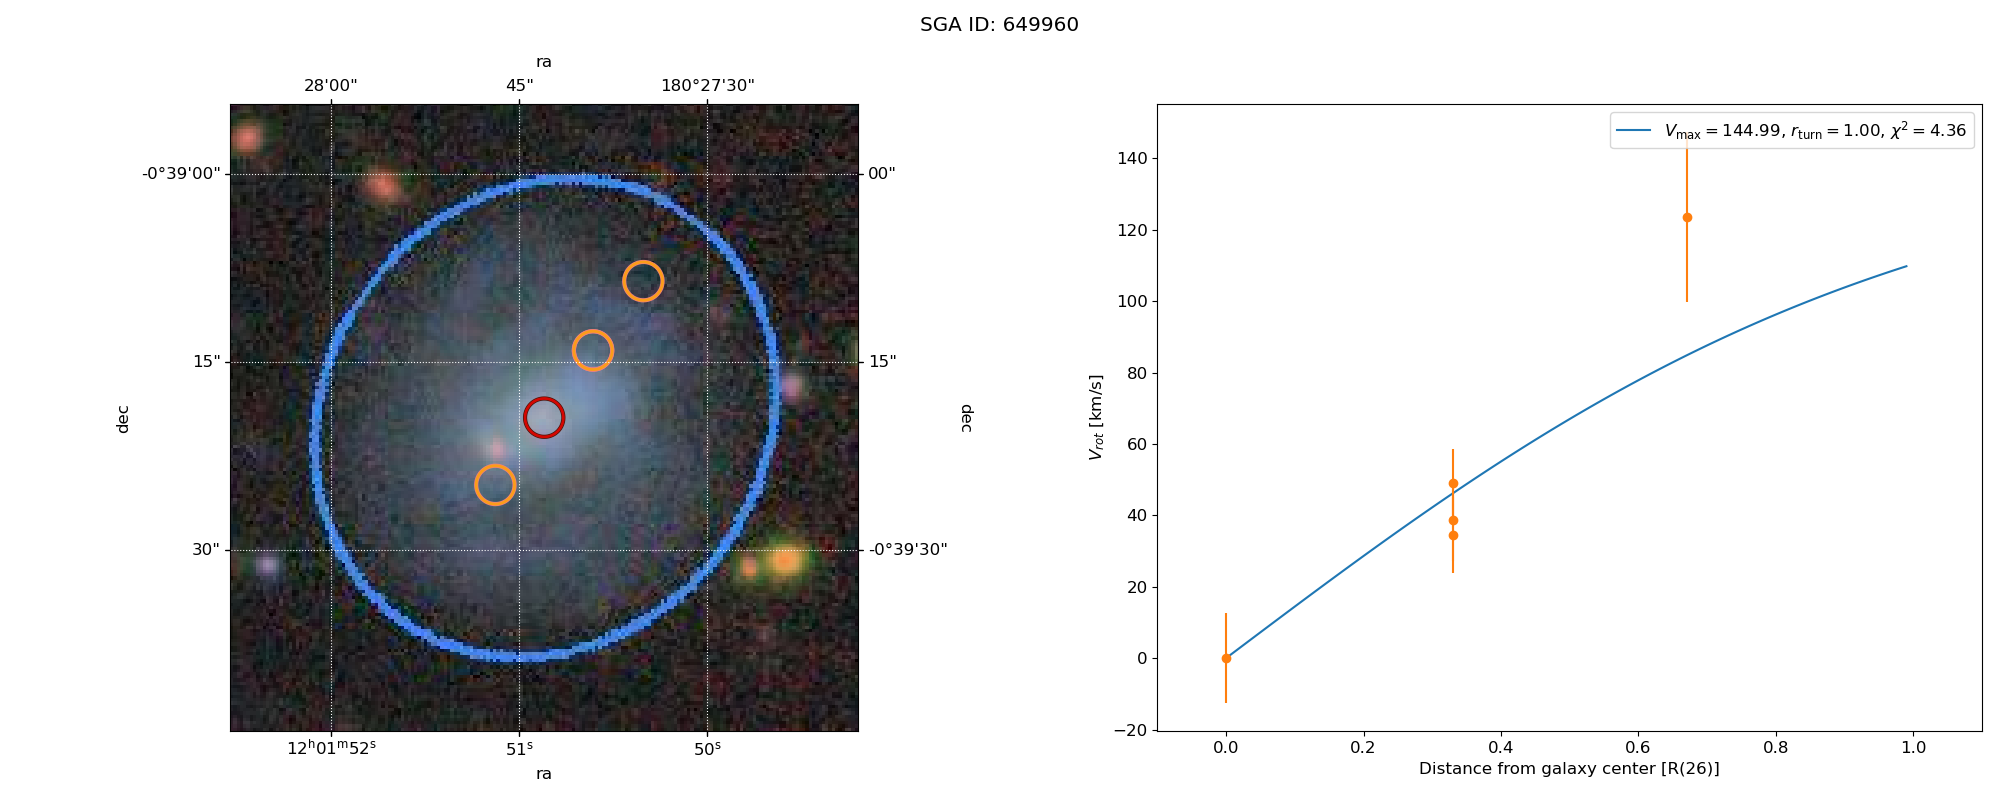 SGA ID: 649960
ra
28'00"
45"
180°27'30"
-0°39'00"
00"
15"
15"
30"
-0°39'30"
dec
dec
12ʰ01ᵐ52ˢ
51ˢ
50ˢ
ra
V_max = 144.99, r_turn = 1.00, χ² = 4.36
140
120
100
80
60
40
20
0
−20
V_rot [km/s]
0.0
0.2
0.4
0.6
0.8
1.0
Distance from galaxy center [R(26)]